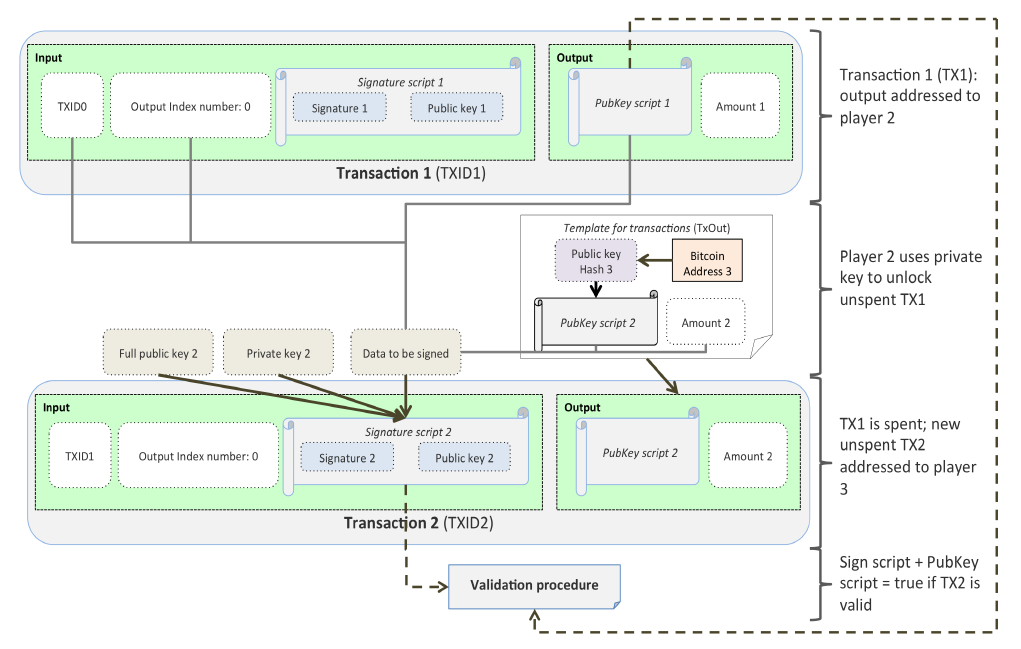 Input
TXID0
Output Index number: 0
Signature script 1
Signature 1
Public key 1
Output
PubKey script 1
Amount 1
Transaction 1 (TXID1)
Transaction 1 (TX1):
output addressed to
player 2
Template for transactions (TxOut)
Public key
Hash 3
Bitcoin
Address 3
PubKey script 2
Amount 2
Player 2 uses private
key to unlock
unspent TX1
Full public key 2
Private key 2
Data to be signed
Input
TXID1
Output Index number: 0
Signature script 2
Signature 2
Public key 2
Output
PubKey script 2
Amount 2
Transaction 2 (TXID2)
TX1 is spent; new
unspent TX2
addressed to player
3
Validation procedure
Sign script + PubKey
script = true if TX2 is
valid